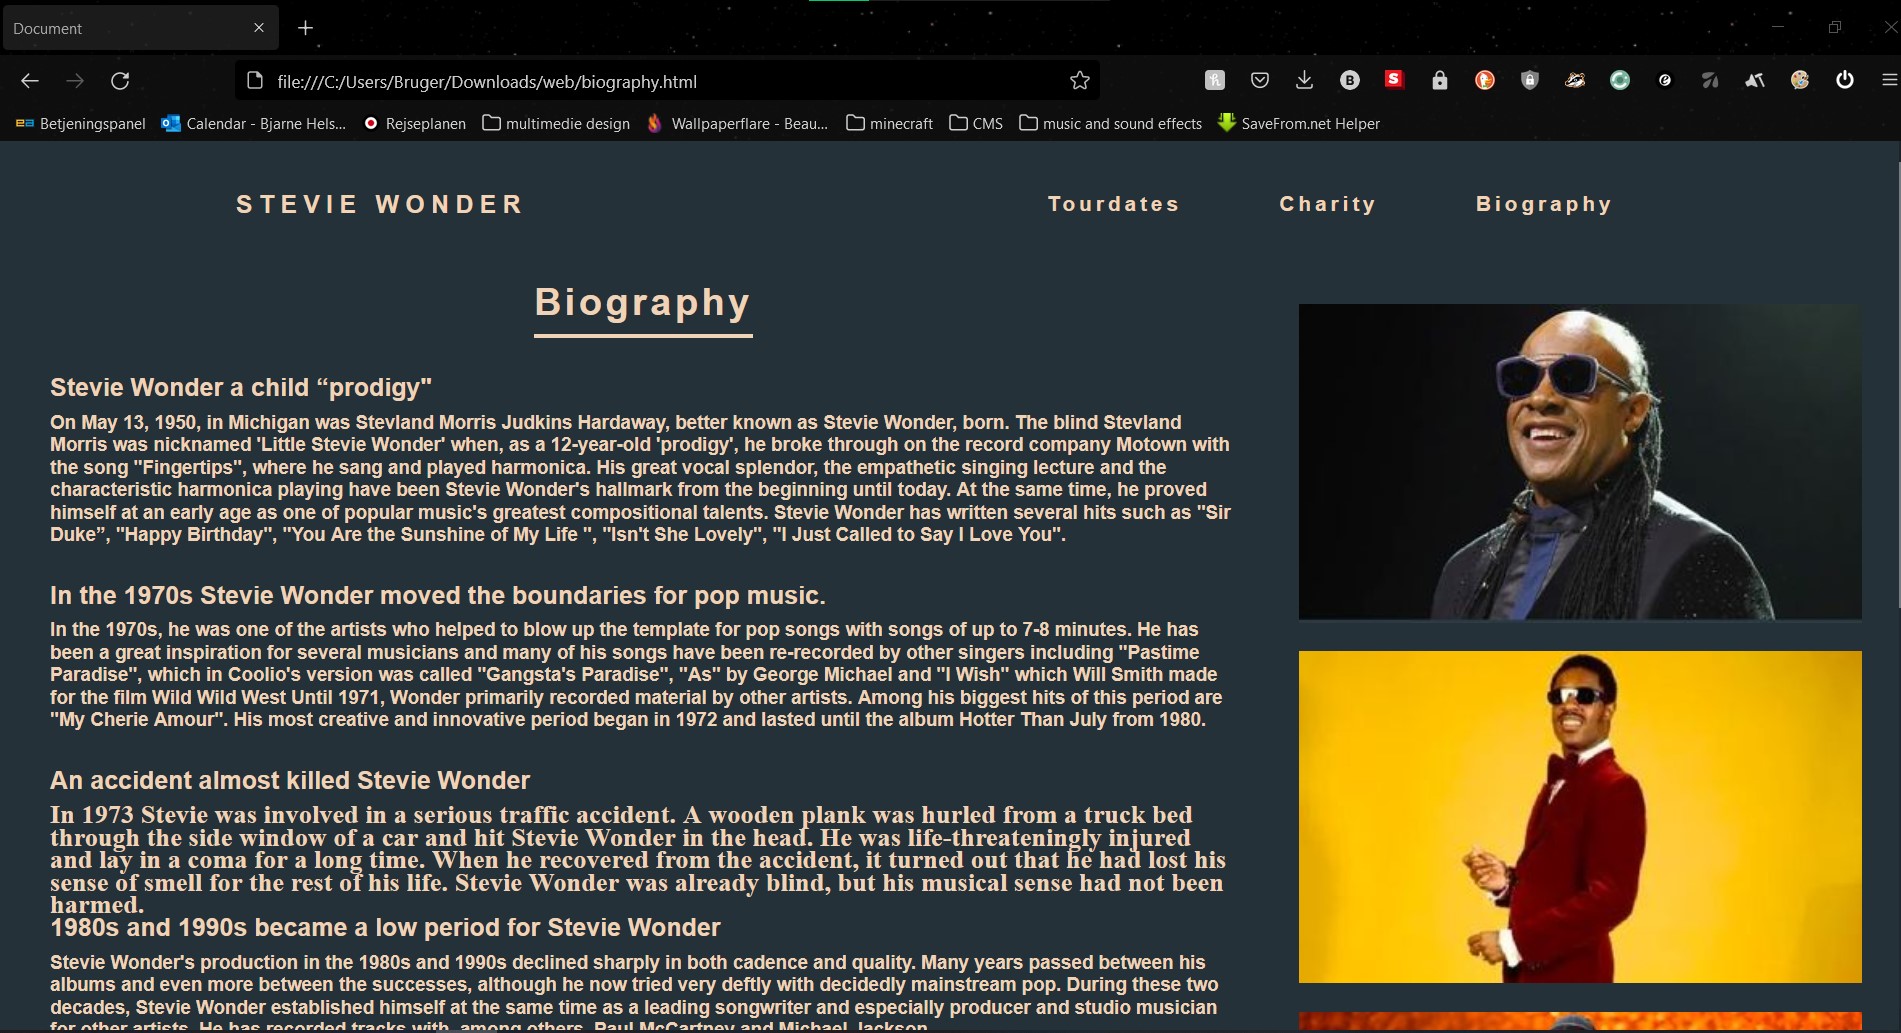 Document
file:///C:/Users/Bruger/Downloads/web/biography.html
Betjeningspanel Calendar - Bjarne Hels... Rejseplanen multimedie design Wallpaperflare - Beau... minecraft CMS music and sound effects SaveFrom.net Helper
STEVIE WONDER Tourdates Charity Biography
Biography
Stevie Wonder a child “prodigy"
On May 13, 1950, in Michigan was Stevland Morris Judkins Hardaway, better known as Stevie Wonder, born. The blind Stevland
Morris was nicknamed 'Little Stevie Wonder' when, as a 12-year-old 'prodigy', he broke through on the record company Motown with
the song "Fingertips", where he sang and played harmonica. His great vocal splendor, the empathetic singing lecture and the
characteristic harmonica playing have been Stevie Wonder's hallmark from the beginning until today. At the same time, he proved
himself at an early age as one of popular music's greatest compositional talents. Stevie Wonder has written several hits such as "Sir
Duke”, "Happy Birthday", "You Are the Sunshine of My Life ", "Isn't She Lovely", "I Just Called to Say I Love You".
In the 1970s Stevie Wonder moved the boundaries for pop music.
In the 1970s, he was one of the artists who helped to blow up the template for pop songs with songs of up to 7-8 minutes. He has
been a great inspiration for several musicians and many of his songs have been re-recorded by other singers including "Pastime
Paradise", which in Coolio's version was called "Gangsta's Paradise", "As" by George Michael and "I Wish" which Will Smith made
for the film Wild Wild West Until 1971, Wonder primarily recorded material by other artists. Among his biggest hits of this period are
"My Cherie Amour". His most creative and innovative period began in 1972 and lasted until the album Hotter Than July from 1980.
An accident almost killed Stevie Wonder
In 1973 Stevie was involved in a serious traffic accident. A wooden plank was hurled from a truck bed
through the side window of a car and hit Stevie Wonder in the head. He was life-threateningly injured
and lay in a coma for a long time. When he recovered from the accident, it turned out that he had lost his
sense of smell for the rest of his life. Stevie Wonder was already blind, but his musical sense had not been
harmed.
1980s and 1990s became a low period for Stevie Wonder
Stevie Wonder's production in the 1980s and 1990s declined sharply in both cadence and quality. Many years passed between his
albums and even more between the successes, although he now tried very deftly with decidedly mainstream pop. During these two
decades, Stevie Wonder established himself at the same time as a leading songwriter and especially producer and studio musician
for other artists. He has recorded tracks with, among others, Paul McCartney and Michael Jackson.